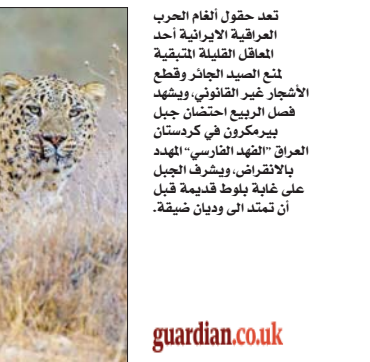 تعد حقول ألغام الحرب
العراقية الايرانية أحد
المعاقل القليلة المتبقية
لمنع الصيد الجائر وقطع
الأشجار غير القانوني، ويشهد
فصل الربيع احتضان جبل
بيرمكرون في كردستان
العراق "الفهد الفارسي" المهدد
بالانقراض، ويشرف الجبل
على غابة بلوط قديمة قبل
أن تمتد الى وديان ضيقة.
guardian.co.uk